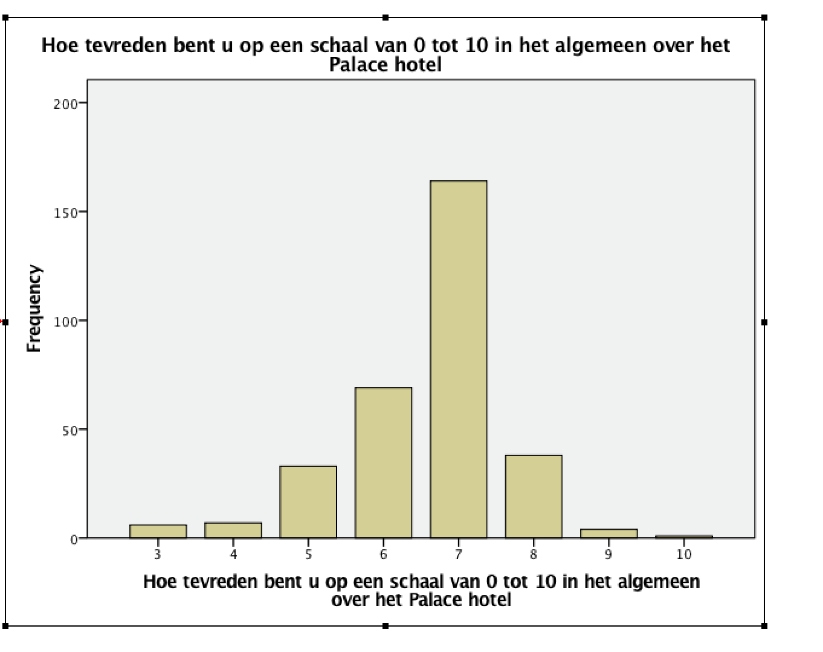 Hoe tevreden bent u op een schaal van 0 tot 10 in het algemeen over het
Palace hotel
200
150
100
50
0
Frequency
3 4 5 6 7 8 9 10
Hoe tevreden bent u op een schaal van 0 tot 10 in het algemeen
over het Palace hotel